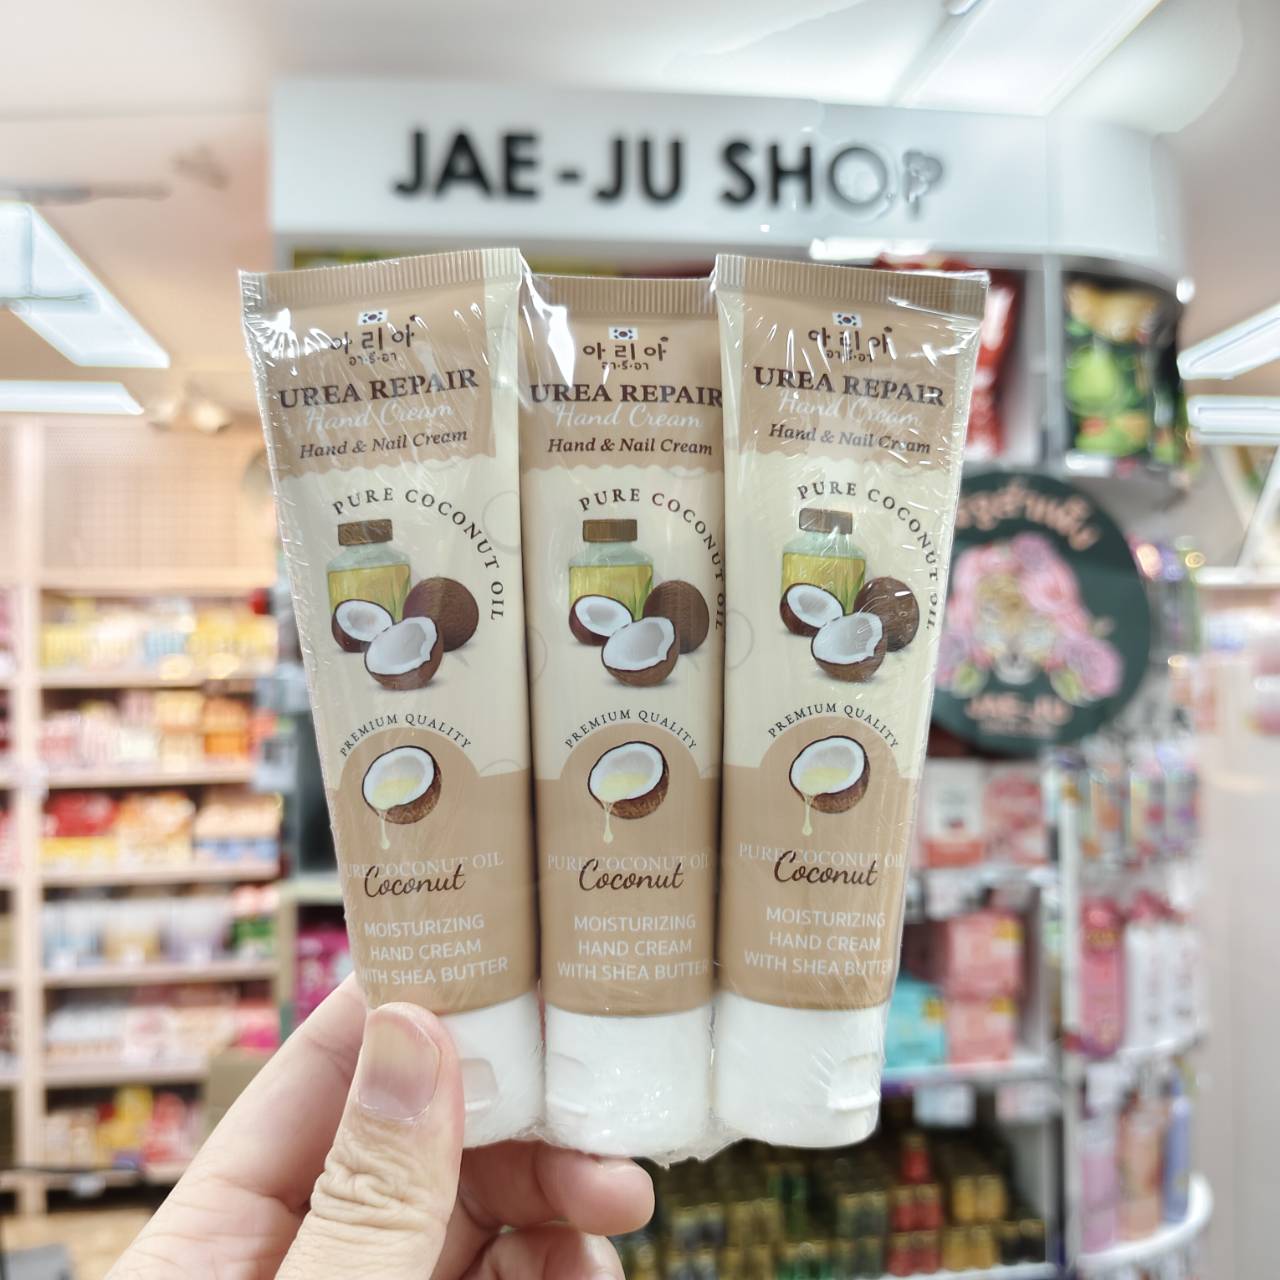 JAE-JU SHOP
아리아
อา·รี·อา
UREA REPAIR
Hand Cream
Hand & Nail Cream
PURE COCONUT OIL
PREMIUM QUALITY
PURE COCONUT OIL
Coconut
MOISTURIZING
HAND CREAM
WITH SHEA BUTTER
아리아
อา·รี·อา
UREA REPAIR
Hand Cream
Hand & Nail Cream
PURE COCONUT OIL
PREMIUM QUALITY
PURE COCONUT OIL
Coconut
MOISTURIZING
HAND CREAM
WITH SHEA BUTTER
아리아
อา·รี·อา
UREA REPAIR
Hand Cream
Hand & Nail Cream
PURE COCONUT OIL
PREMIUM QUALITY
PURE COCONUT OIL
Coconut
MOISTURIZING
HAND CREAM
WITH SHEA BUTTER
JAE-JU